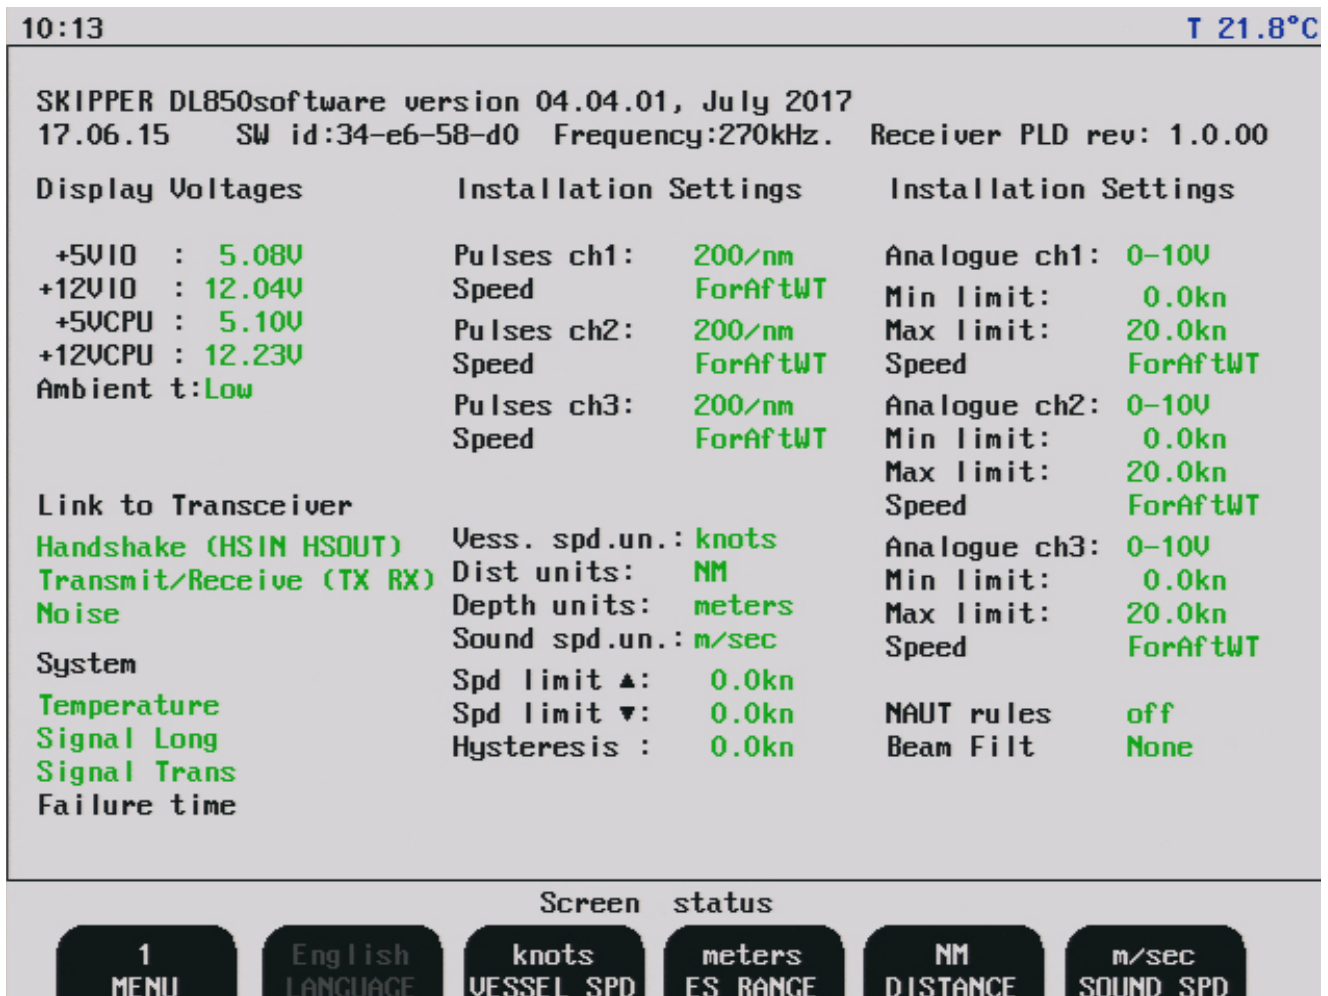 10:13 T 21.8°C
SKIPPER DL850software version 04.04.01, July 2017
17.06.15 SW id:34-e6-58-d0 Frequency:270kHz. Receiver PLD rev: 1.0.00
Display Voltages
+5VIO : 5.08V
+12VIO : 12.04V
+5VCPU : 5.10V
+12VCPU : 12.23V
Ambient t:Low
Link to Transceiver
Handshake (HSIN HSOUT)
Transmit/Receive (TX RX)
Noise
System
Temperature
Signal Long
Signal Trans
Failure time
Installation Settings
Pulses ch1: 200/nm
Speed ForAftWT
Pulses ch2: 200/nm
Speed ForAftWT
Pulses ch3: 200/nm
Speed ForAftWT
Vess. spd.un.: knots
Dist units: NM
Depth units: meters
Sound spd.un.: m/sec
Spd limit ▲: 0.0kn
Spd limit ▼: 0.0kn
Hysteresis : 0.0kn
Installation Settings
Analogue ch1: 0-10V
Min limit: 0.0kn
Max limit: 20.0kn
Speed ForAftWT
Analogue ch2: 0-10V
Min limit: 0.0kn
Max limit: 20.0kn
Speed ForAftWT
Analogue ch3: 0-10V
Min limit: 0.0kn
Max limit: 20.0kn
Speed ForAftWT
NAUT rules off
Beam Filt None
Screen status
1
MENU
English
LANGUAGE
knots
VESSEL SPD
meters
ES RANGE
NM
DISTANCE
m/sec
SOUND SPD